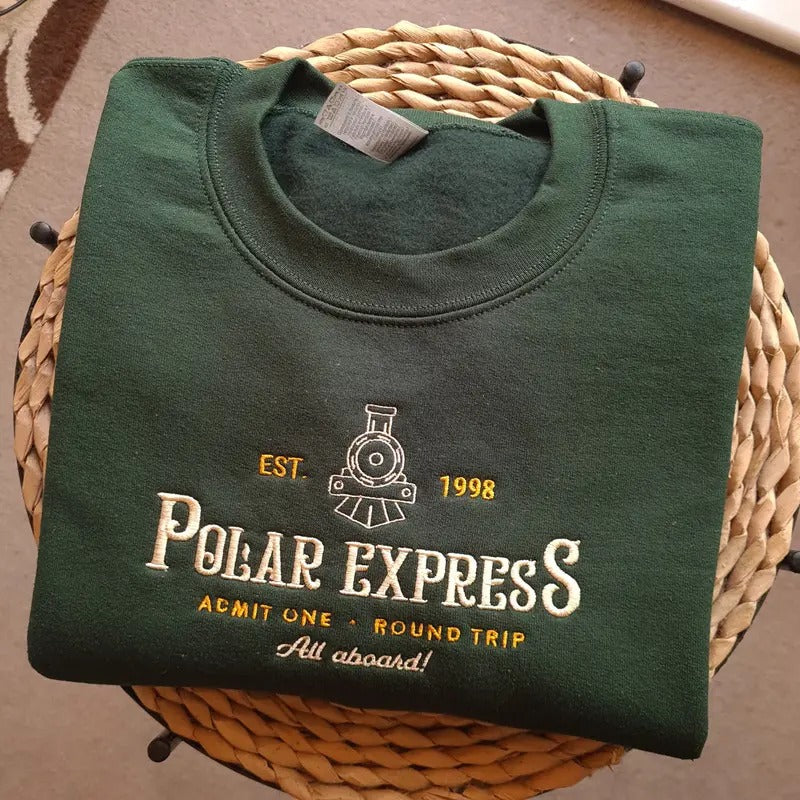 EST. 1998
POLAR EXPRESS
ADMIT ONE · ROUND TRIP
All aboard!